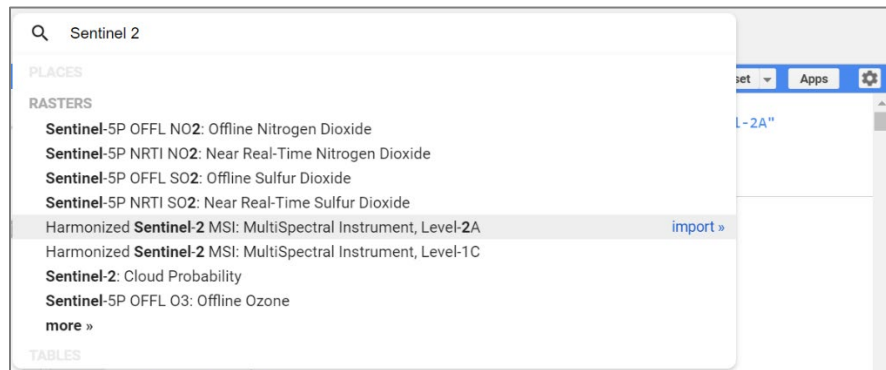 Sentinel 2
PLACES
set Apps
RASTERS
Sentinel-5P OFFL NO2: Offline Nitrogen Dioxide
l-2A"
Sentinel-5P NRTI NO2: Near Real-Time Nitrogen Dioxide
Sentinel-5P OFFL SO2: Offline Sulfur Dioxide
Sentinel-5P NRTI SO2: Near Real-Time Sulfur Dioxide
Harmonized Sentinel-2 MSI: MultiSpectral Instrument, Level-2A import »
Harmonized Sentinel-2 MSI: MultiSpectral Instrument, Level-1C
Sentinel-2: Cloud Probability
Sentinel-5P OFFL O3: Offline Ozone
more »
TABLES